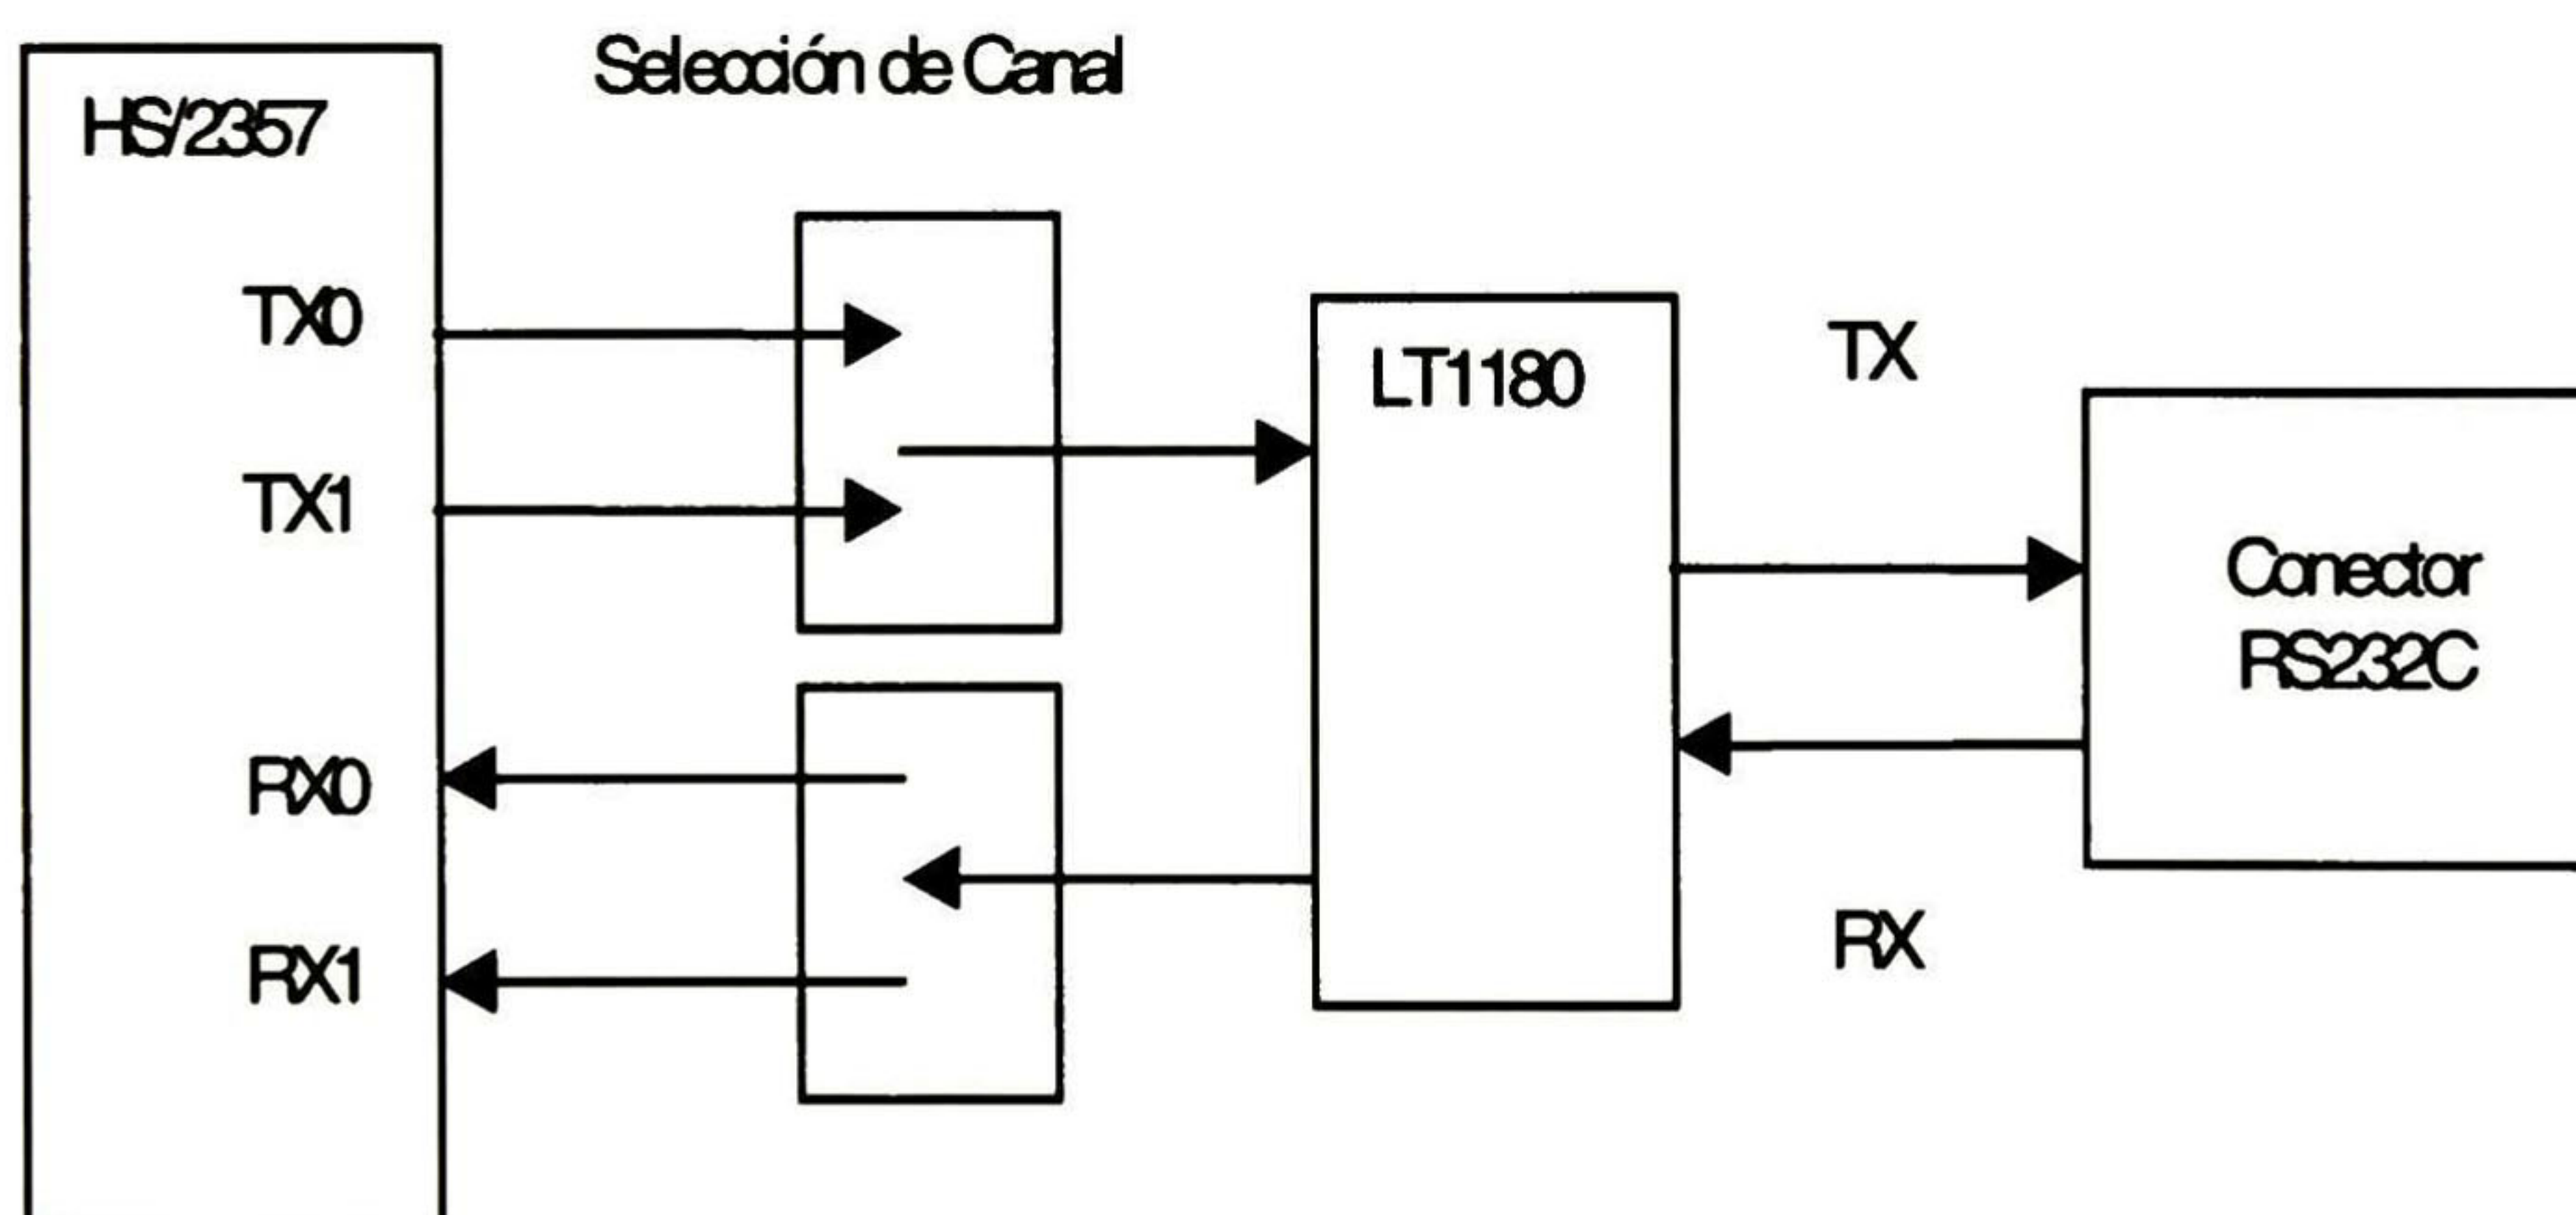 Selección de Canal
HS/2357
TX0
TX1
RX0
RX1
LT1180
TX
RX
Conector
RS232C